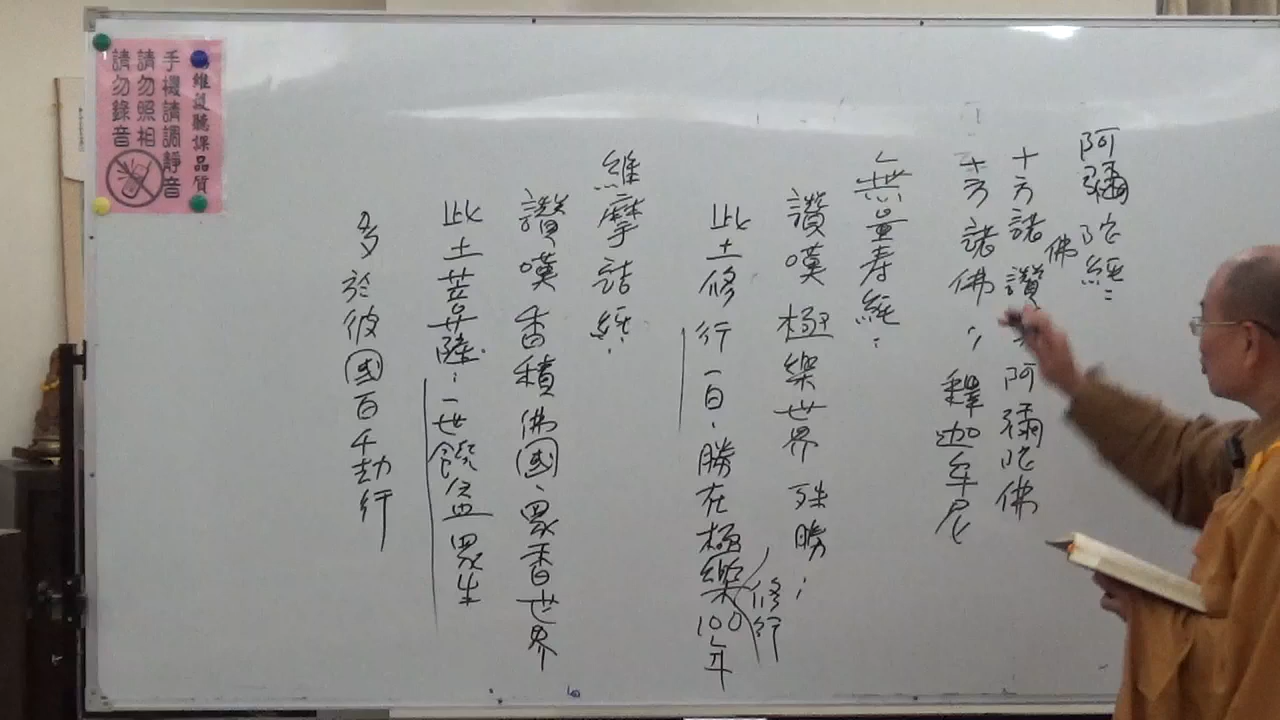 阿彌陀經：
十方諸佛讚 阿彌陀佛
十方諸佛 釋迦牟尼
無量壽經：
讚嘆極樂世界殊勝；
此土修行一日，勝在極樂修行100年
維摩詰經：
讚嘆香積佛國、眾香世界
此土菩薩：一世饒益眾生
多於彼國百千劫行
維護聽課品質
手機請調靜音
請勿照相
請勿錄音